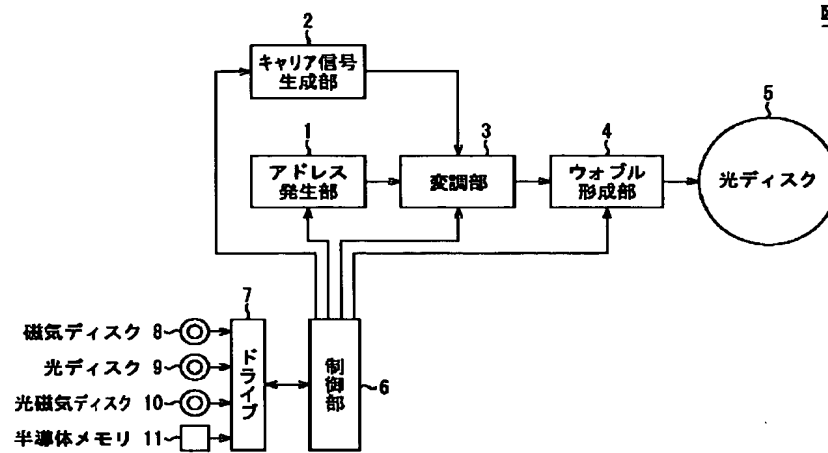 2
キャリア信号
生成部
1
アドレス
発生部
3
変調部
4
ウォブル
形成部
5
光ディスク
7
ドライブ
磁気ディスク 8
光ディスク 9
光磁気ディスク 10
半導体メモリ 11
制御部
6